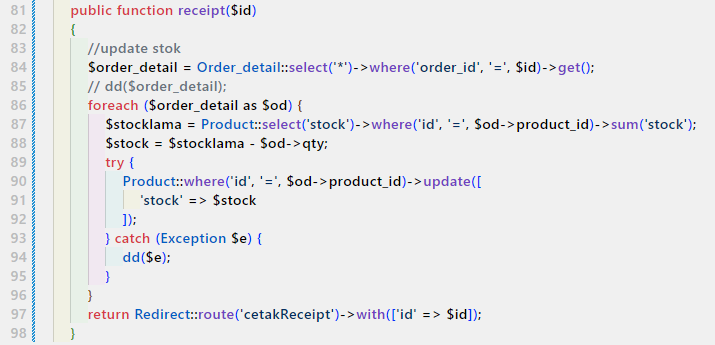 81 public function receipt($id)
82 {
83 //update stok
84 $order_detail = Order_detail::select('*')->where('order_id', '=', $id)->get();
85 // dd($order_detail);
86 foreach ($order_detail as $od) {
87 $stocklama = Product::select('stock')->where('id', '=', $od->product_id)->sum('stock');
88 $stock = $stocklama - $od->qty;
89 try {
90 Product::where('id', '=', $od->product_id)->update([
91 'stock' => $stock
92 ]);
93 } catch (Exception $e) {
94 dd($e);
95 }
96 }
97 return Redirect::route('cetakReceipt')->with(['id' => $id]);
98 }